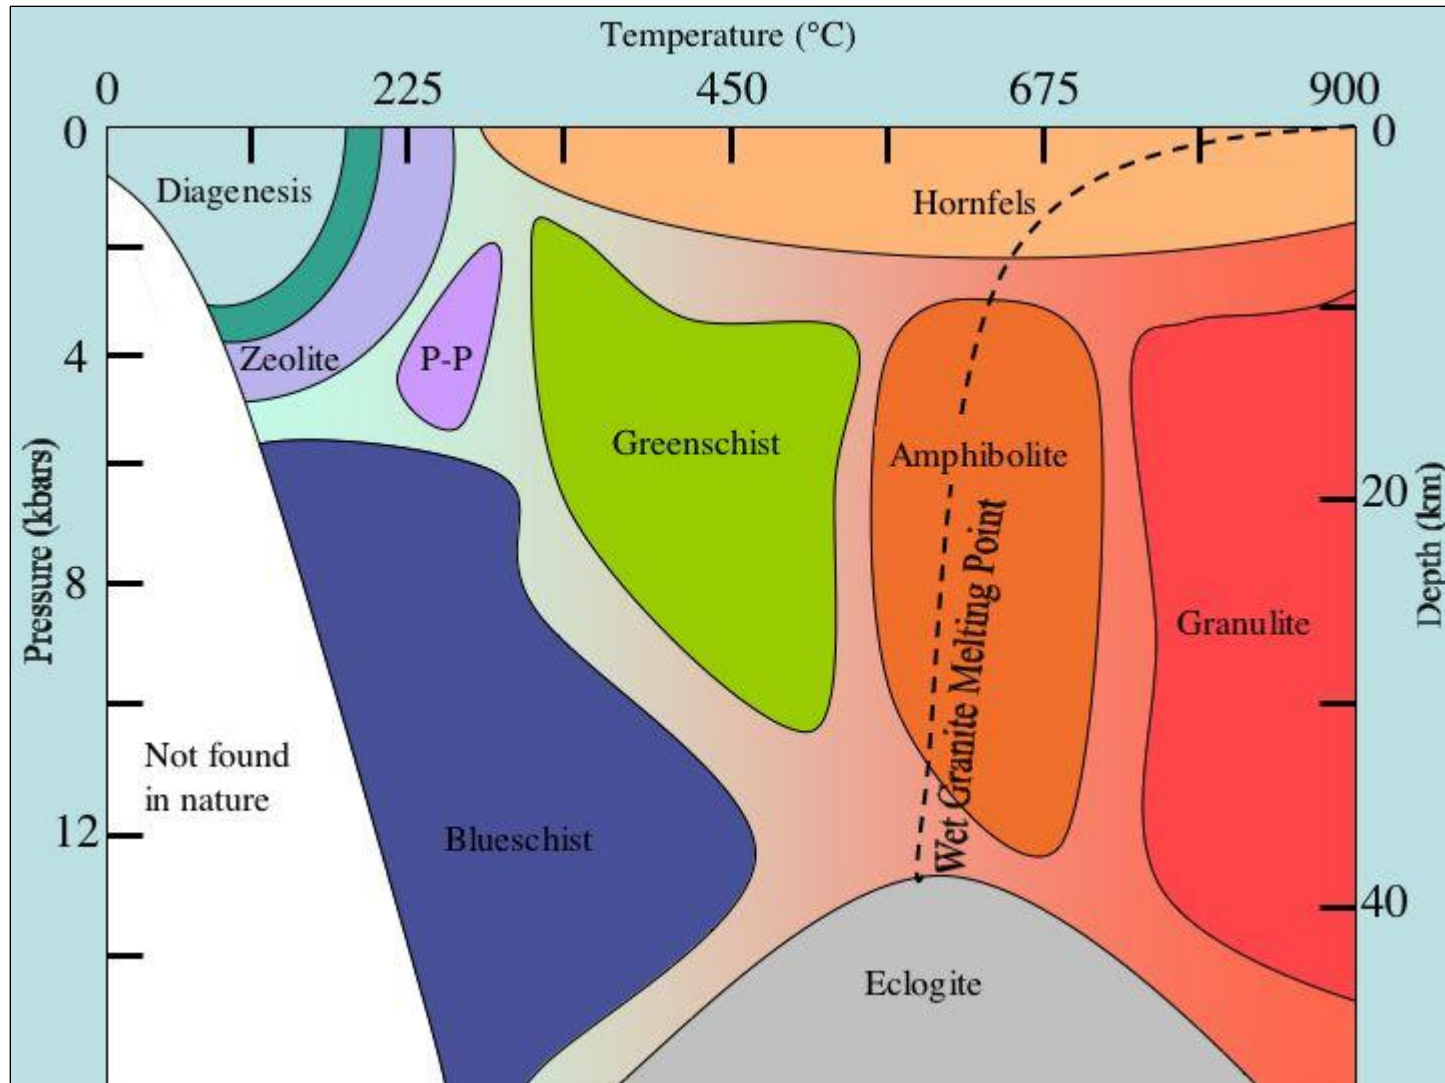 Temperature (°C)
0 225 450 675 900
0
0
Diagenesis
Hornfels
4
Zeolite
P-P
Greenschist
Amphibolite
Pressure (kbars)
20
Depth (km)
8
Wet Granite Melting Point
Granulite
Not found
in nature
12
Blueschist
40
Eclogite